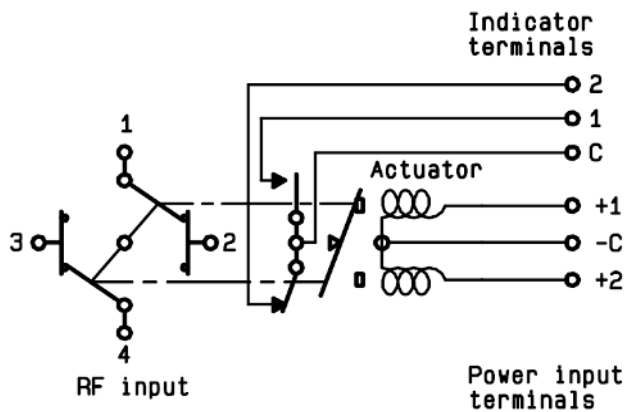 Indicator
terminals
2
1
C
1
Actuator
+1
3
2
-C
+2
4
RF input
Power input
terminals